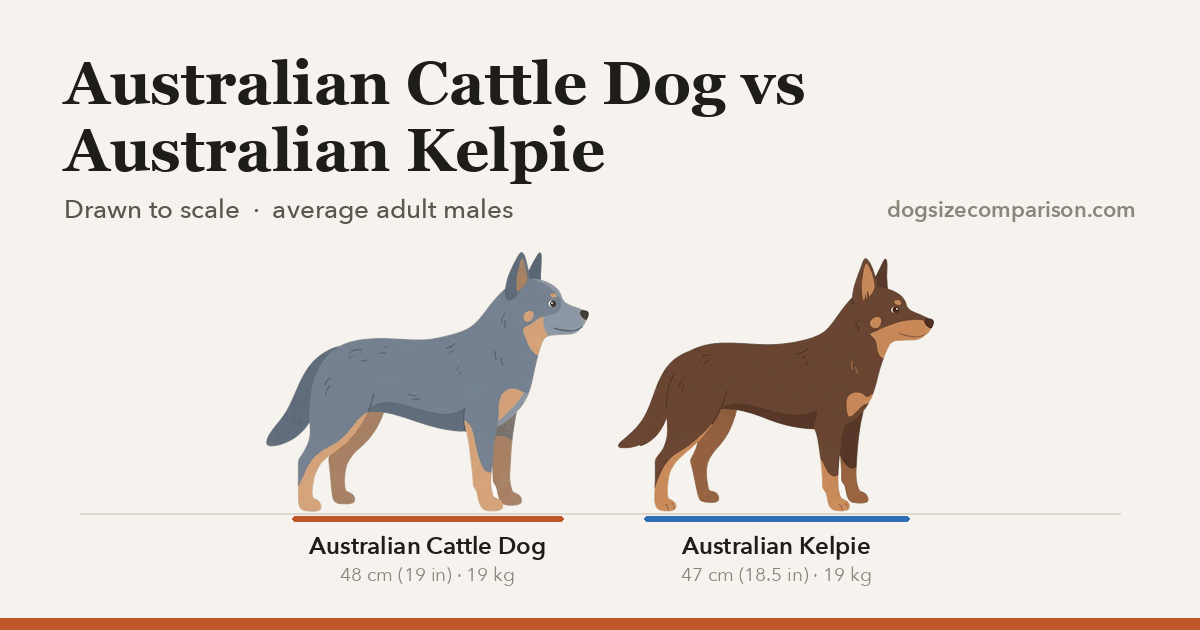 Australian Cattle Dog vs
Australian Kelpie
Drawn to scale · average adult males
dogsizecomparison.com
Australian Cattle Dog
48 cm (19 in) · 19 kg
Australian Kelpie
47 cm (18.5 in) · 19 kg